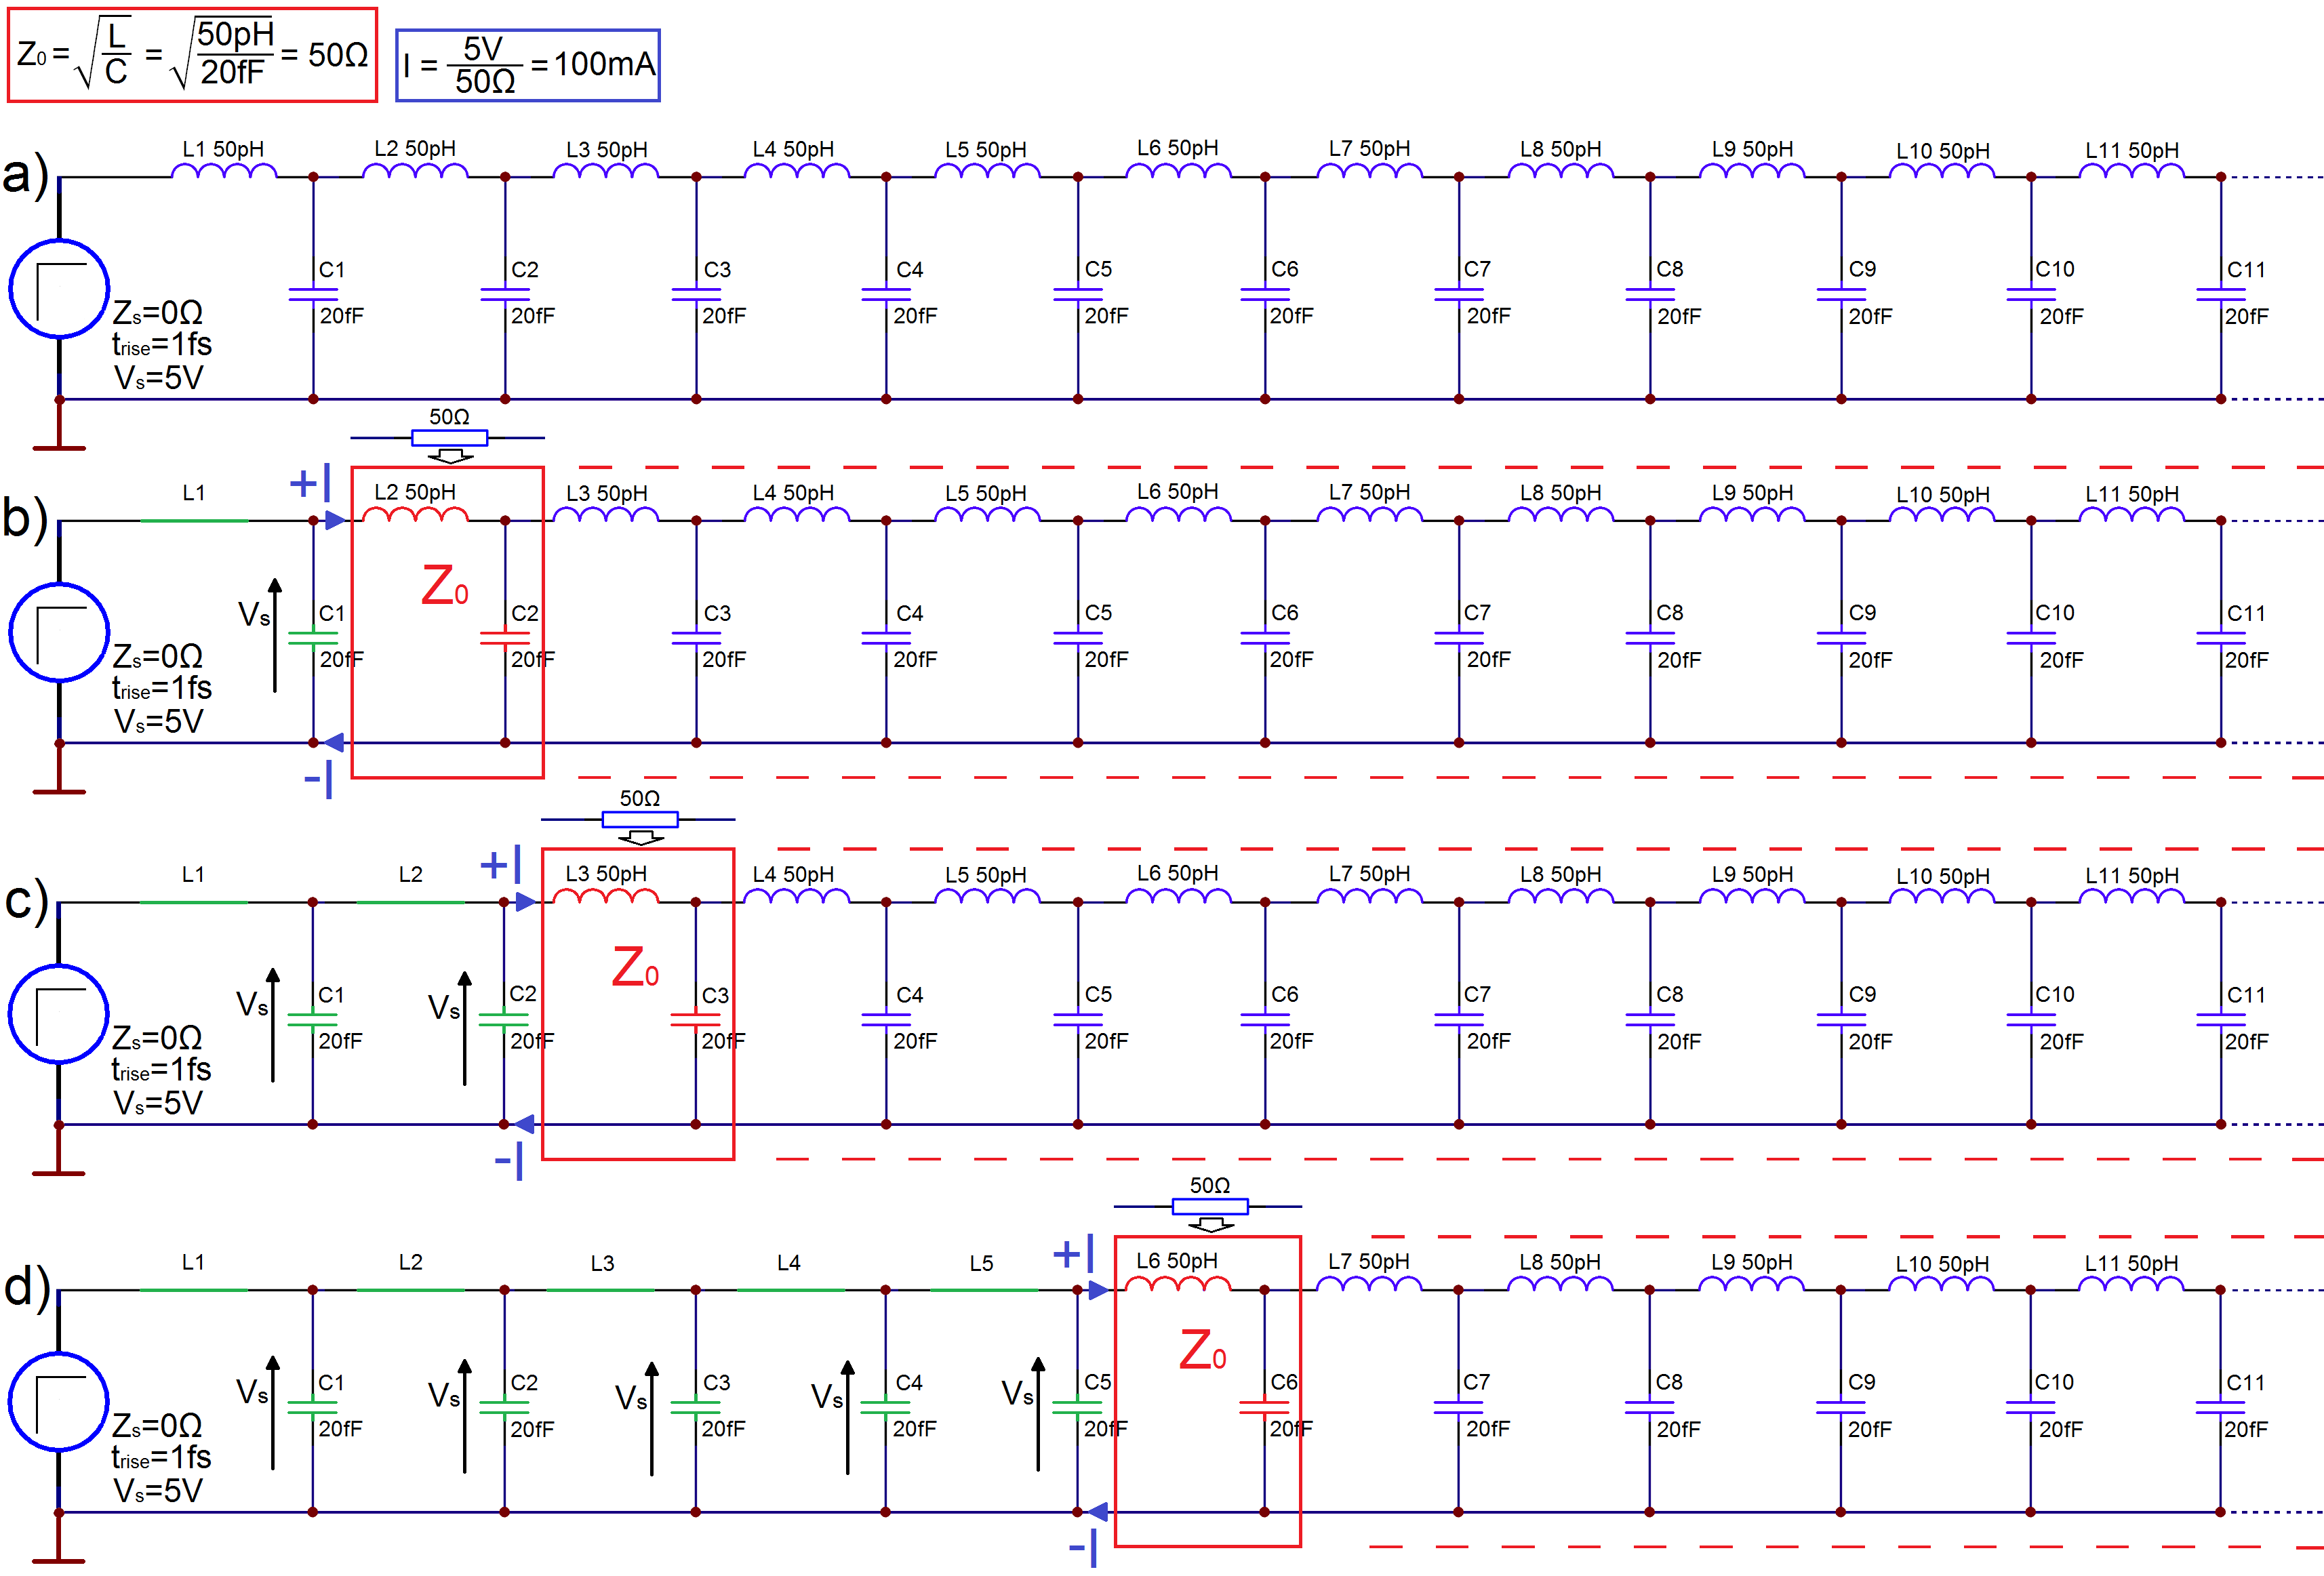 Z₀ = √(L/C) = √(50pH/20fF) = 50Ω
I = 5V/50Ω = 100mA
a)
L1 50pH L2 50pH L3 50pH L4 50pH L5 50pH L6 50pH L7 50pH L8 50pH L9 50pH L10 50pH L11 50pH
C1 C2 C3 C4 C5 C6 C7 C8 C9 C10 C11
20fF 20fF 20fF 20fF 20fF 20fF 20fF 20fF 20fF 20fF 20fF
Zs=0Ω
trise=1fs
Vs=5V
50Ω
b)
+I
L1 L2 50pH L3 50pH L4 50pH L5 50pH L6 50pH L7 50pH L8 50pH L9 50pH L10 50pH L11 50pH
Z₀
Vs
C1 C2 C3 C4 C5 C6 C7 C8 C9 C10 C11
20fF 20fF 20fF 20fF 20fF 20fF 20fF 20fF 20fF 20fF 20fF
Zs=0Ω
trise=1fs
Vs=5V
-I
50Ω
c)
+I
L1 L2 L3 50pH L4 50pH L5 50pH L6 50pH L7 50pH L8 50pH L9 50pH L10 50pH L11 50pH
Z₀
Vs Vs
C1 C2 C3 C4 C5 C6 C7 C8 C9 C10 C11
20fF 20fF 20fF 20fF 20fF 20fF 20fF 20fF 20fF 20fF 20fF
Zs=0Ω
trise=1fs
Vs=5V
-I
50Ω
d)
+I
L1 L2 L3 L4 L5 L6 50pH L7 50pH L8 50pH L9 50pH L10 50pH L11 50pH
Z₀
Vs Vs Vs Vs Vs
C1 C2 C3 C4 C5 C6 C7 C8 C9 C10 C11
20fF 20fF 20fF 20fF 20fF 20fF 20fF 20fF 20fF 20fF 20fF
Zs=0Ω
trise=1fs
Vs=5V
-I